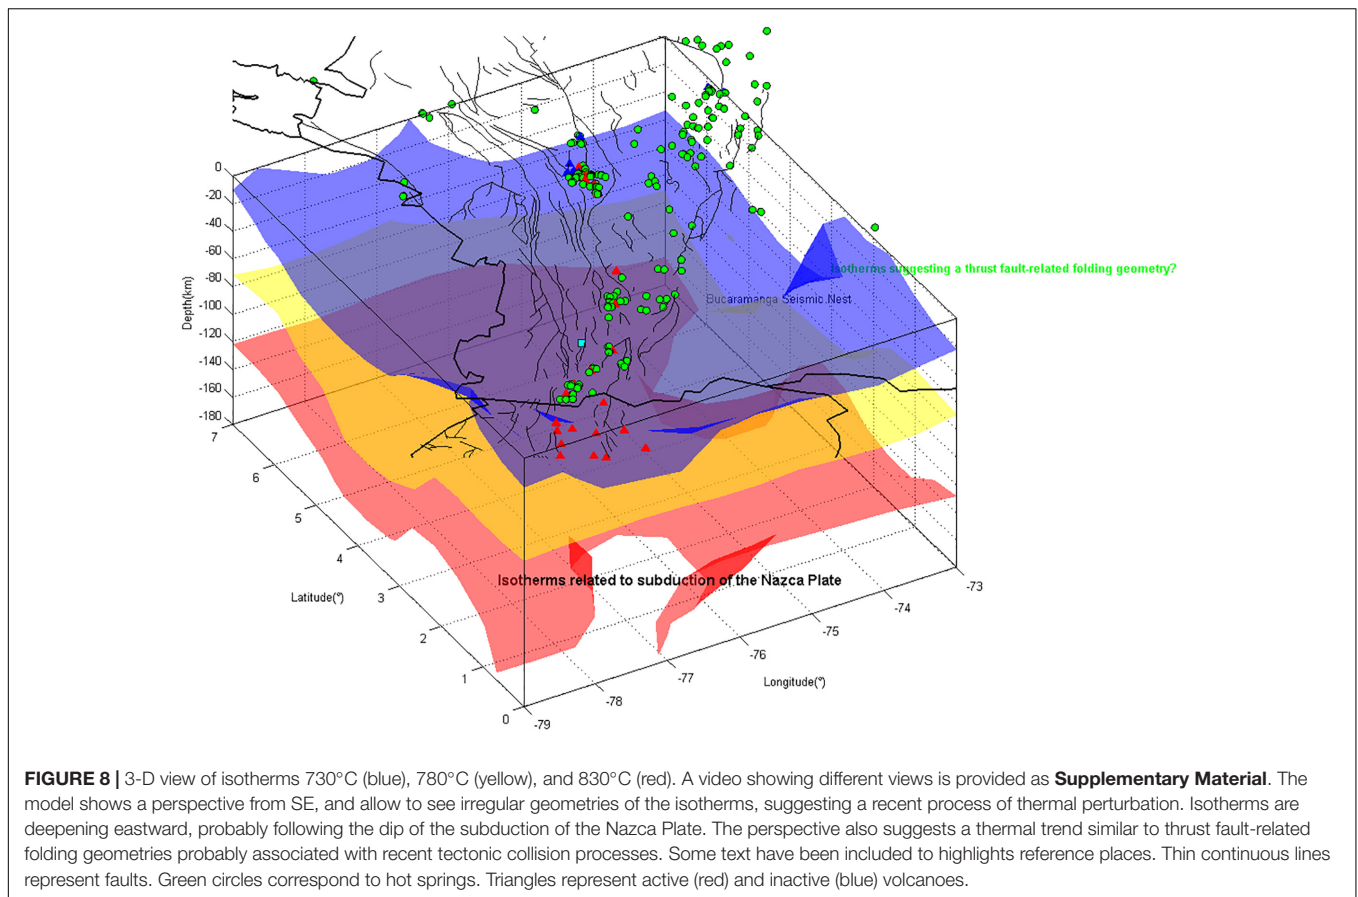 0
-20
-40
-60
-80
-100
-120
-140
-160
-180
Depth(km)
7
6
5
4
3
2
1
0
Latitude(°)
-79
-78
-77
-76
-75
-74
-73
Longitude(°)
Isotherms suggesting a thrust fault-related folding geometry?
Bucaramanga Seismic Nest
Isotherms related to subduction of the Nazca Plate
FIGURE 8 | 3-D view of isotherms 730°C (blue), 780°C (yellow), and 830°C (red). A video showing different views is provided as Supplementary Material. The
model shows a perspective from SE, and allow to see irregular geometries of the isotherms, suggesting a recent process of thermal perturbation. Isotherms are
deepening eastward, probably following the dip of the subduction of the Nazca Plate. The perspective also suggests a thermal trend similar to thrust fault-related
folding geometries probably associated with recent tectonic collision processes. Some text have been included to highlights reference places. Thin continuous lines
represent faults. Green circles correspond to hot springs. Triangles represent active (red) and inactive (blue) volcanoes.